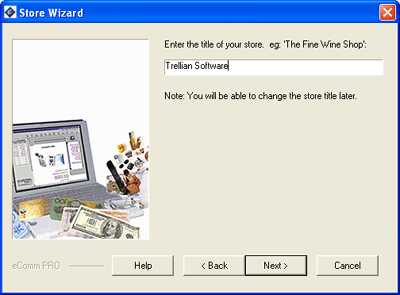 Store Wizard
Enter the title of your store. eg: 'The Fine Wine Shop':
Trellian Software
Note: You will be able to change the store title later.
eComm PRO
Help
< Back
Next >
Cancel